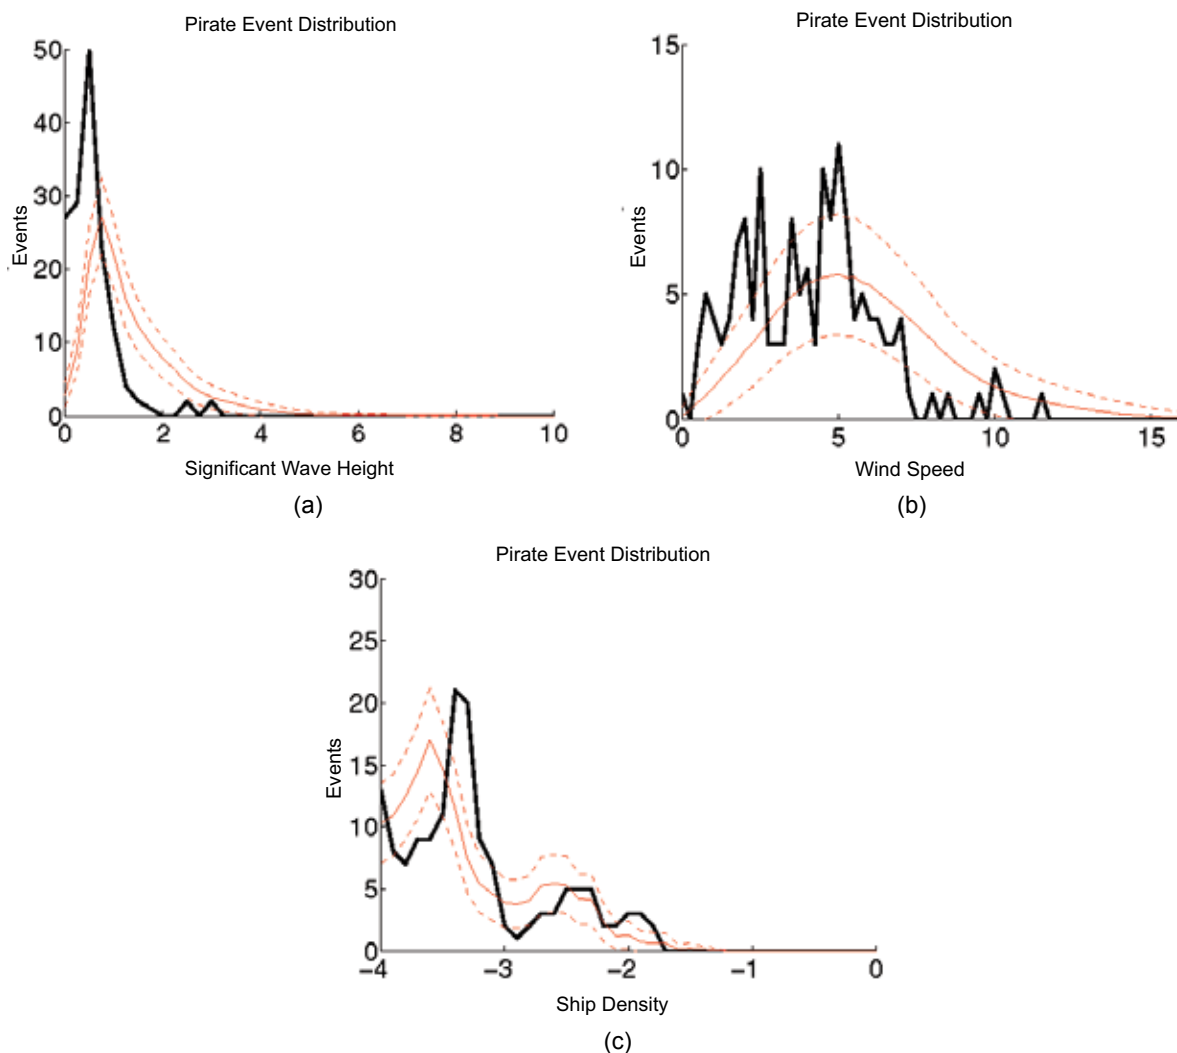 Pirate Event Distribution
50
40
30
20
10
0
Events
0 2 4 6 8 10
Significant Wave Height
(a)
Pirate Event Distribution
15
10
5
0
Events
0 5 10 15
Wind Speed
(b)
Pirate Event Distribution
30
25
20
15
10
5
0
Events
−4 −3 −2 −1 0
Ship Density
(c)